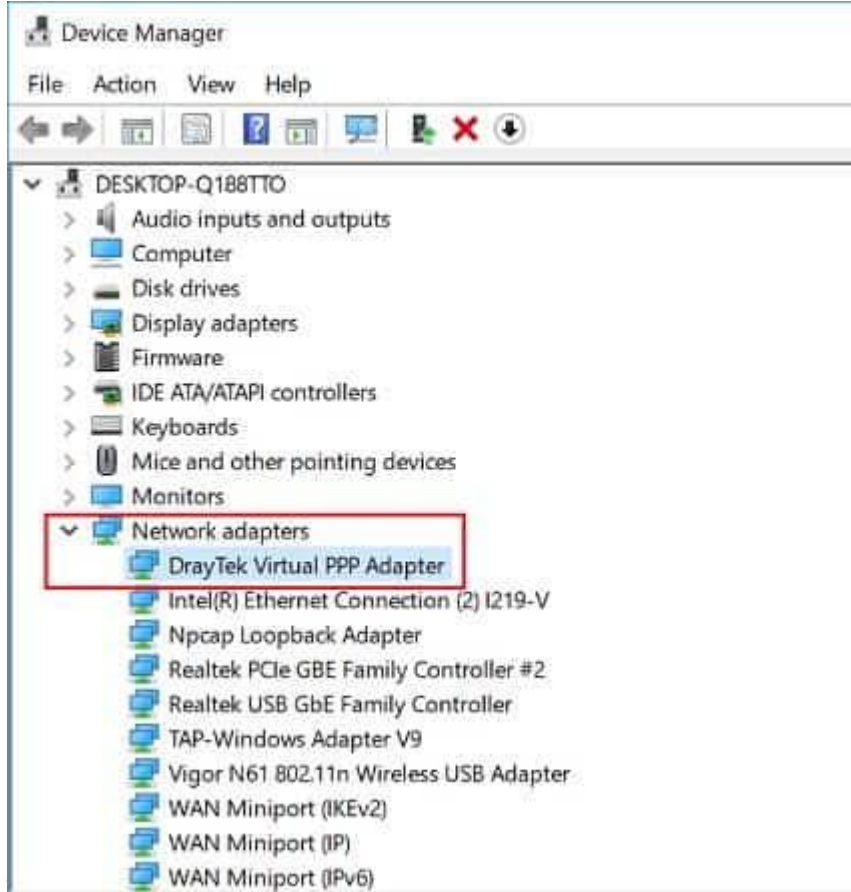 Device Manager
File Action View Help
DESKTOP-Q188TTO
Audio inputs and outputs
Computer
Disk drives
Display adapters
Firmware
IDE ATA/ATAPI controllers
Keyboards
Mice and other pointing devices
Monitors
Network adapters
DrayTek Virtual PPP Adapter
Intel(R) Ethernet Connection (2) I219-V
Npcap Loopback Adapter
Realtek PCIe GBE Family Controller #2
Realtek USB GbE Family Controller
TAP-Windows Adapter V9
Vigor N61 802.11n Wireless USB Adapter
WAN Miniport (IKEv2)
WAN Miniport (IP)
WAN Miniport (IPv6)